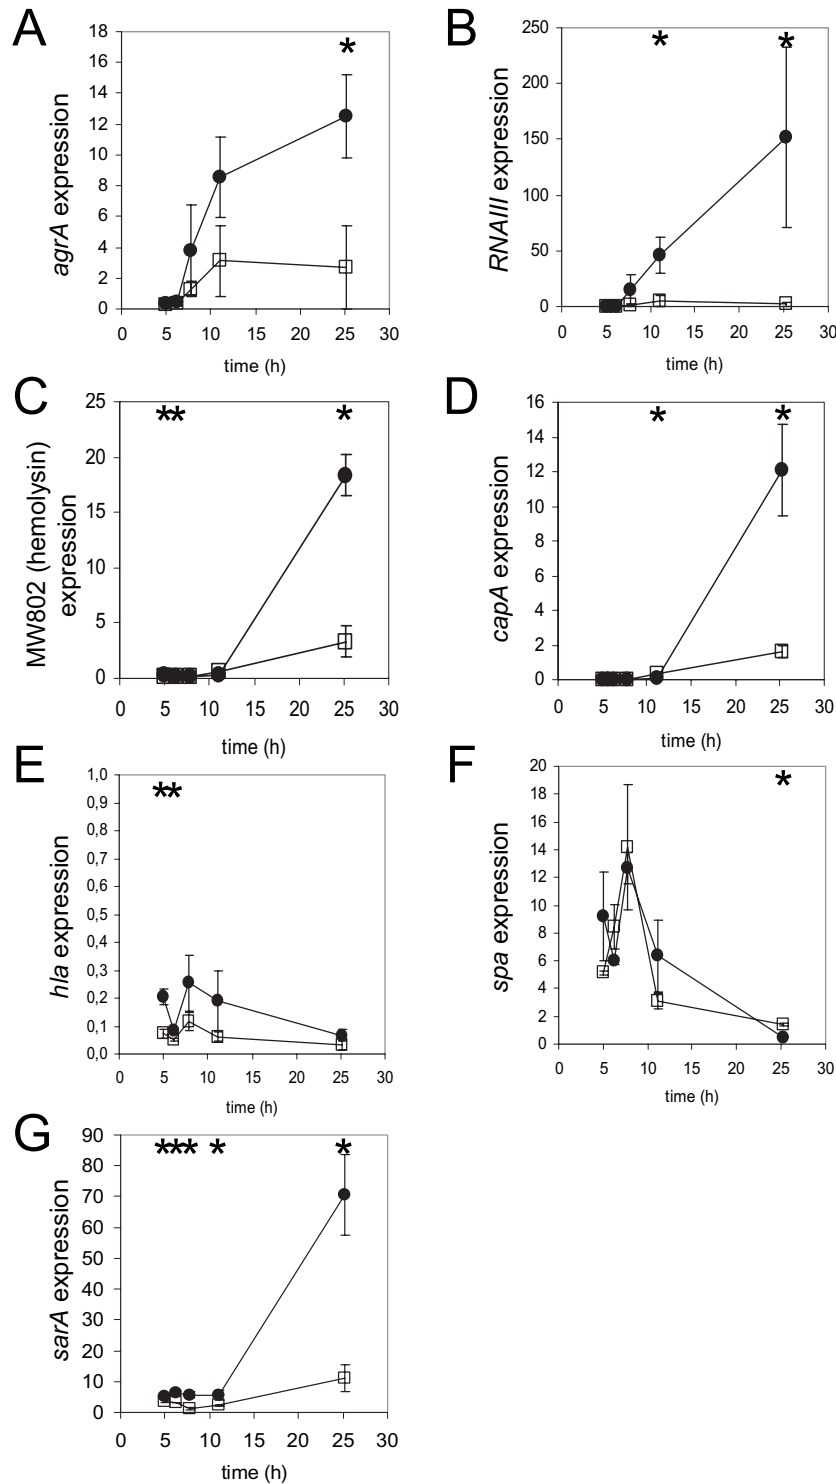 A
18
16
14
12
10
8
6
4
2
0
agrA expression
*
0 5 10 15 20 25 30
time (h)
B
250
200
150
100
50
0
RNAIII expression
* *
0 5 10 15 20 25 30
time (h)
C
25
20
15
10
5
0
MW802 (hemolysin)
expression
** *
0 5 10 15 20 25 30
time (h)
D
16
14
12
10
8
6
4
2
0
capA expression
* *
0 5 10 15 20 25 30
time (h)
E
1,0
0,9
0,8
0,7
0,6
0,5
0,4
0,3
0,2
0,1
0,0
hla expression
**
0 5 10 15 20 25 30
time (h)
F
20
18
16
14
12
10
8
6
4
2
0
spa expression
*
0 5 10 15 20 25 30
time (h)
G
90
80
70
60
50
40
30
20
10
0
sarA expression
*** * *
0 5 10 15 20 25 30
time (h)